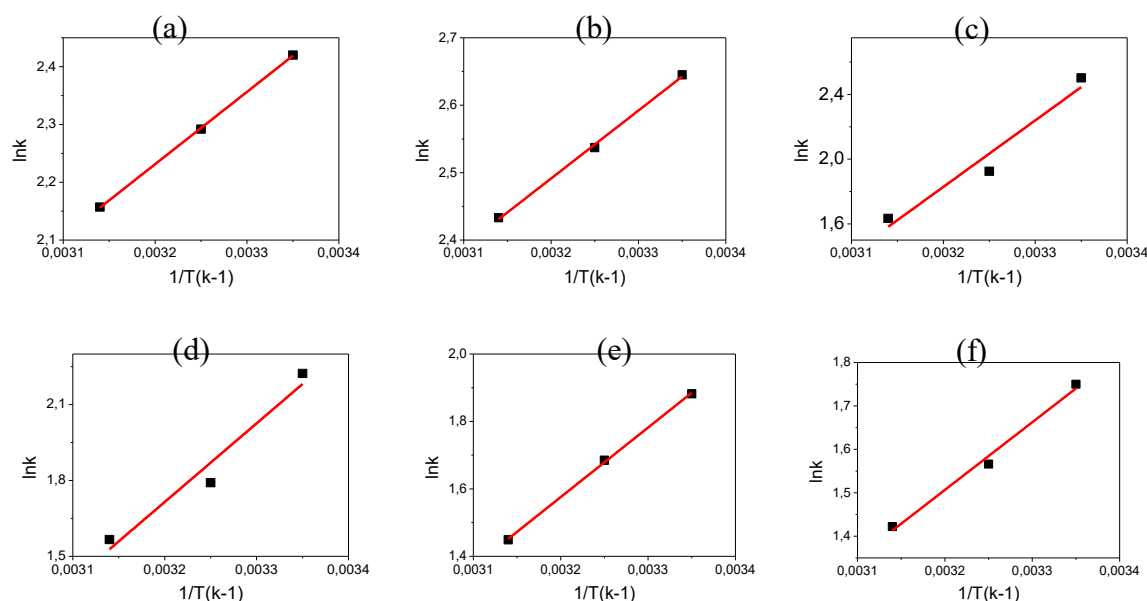 (a)
2,4
2,3
2,2
2,1
lnk
0,0031 0,0032 0,0033 0,0034
1/T(k-1)
(b)
2,7
2,6
2,5
2,4
lnk
0,0031 0,0032 0,0033 0,0034
1/T(k-1)
(c)
2,4
2,0
1,6
lnk
0,0031 0,0032 0,0033 0,0034
1/T(k-1)
(d)
2,1
1,8
1,5
lnk
0,0031 0,0032 0,0033 0,0034
1/T(k-1)
(e)
2,0
1,8
1,6
1,4
lnk
0,0031 0,0032 0,0033 0,0034
1/T(k-1)
(f)
1,8
1,7
1,6
1,5
1,4
lnk
0,0031 0,0032 0,0033 0,0034
1/T(k-1)